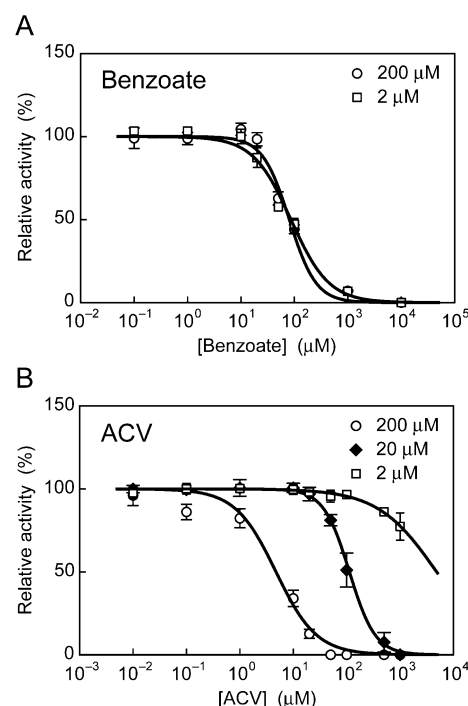 A
150
Benzoate
200 μM
2 μM
100
50
0
Relative activity (%)
10⁻² 10⁻¹ 10⁰ 10¹ 10² 10³ 10⁴ 10⁵
[Benzoate] (μM)
B
150
ACV
200 μM
20 μM
2 μM
100
50
0
Relative activity (%)
10⁻³ 10⁻² 10⁻¹ 10⁰ 10¹ 10² 10³ 10⁴
[ACV] (μM)